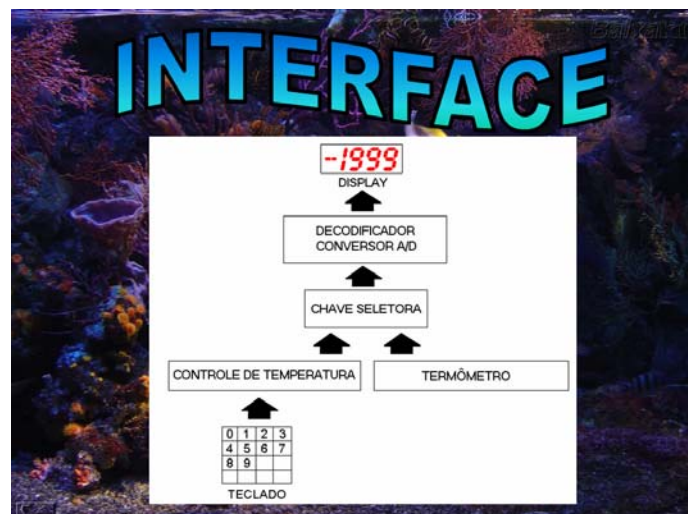 INTERFACE
-1999
DISPLAY
DECODIFICADOR
CONVERSOR A/D
CHAVE SELETORA
CONTROLE DE TEMPERATURA
TERMÔMETRO
0 1 2 3
4 5 6 7
8 9
TECLADO